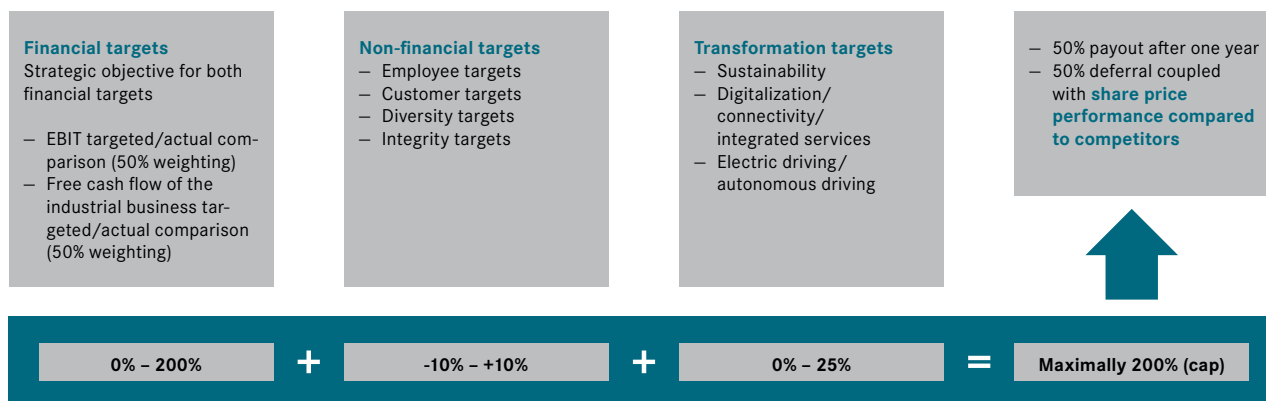 Financial targets
Strategic objective for both
financial targets
— EBIT targeted/actual com-
parison (50% weighting)
— Free cash flow of the
industrial business tar-
geted/actual comparison
(50% weighting)
Non-financial targets
— Employee targets
— Customer targets
— Diversity targets
— Integrity targets
Transformation targets
— Sustainability
— Digitalization/
connectivity/
integrated services
— Electric driving/
autonomous driving
— 50% payout after one year
— 50% deferral coupled
with share price
performance compared
to competitors
0% – 200%
+
-10% – +10%
+
0% – 25%
=
Maximally 200% (cap)